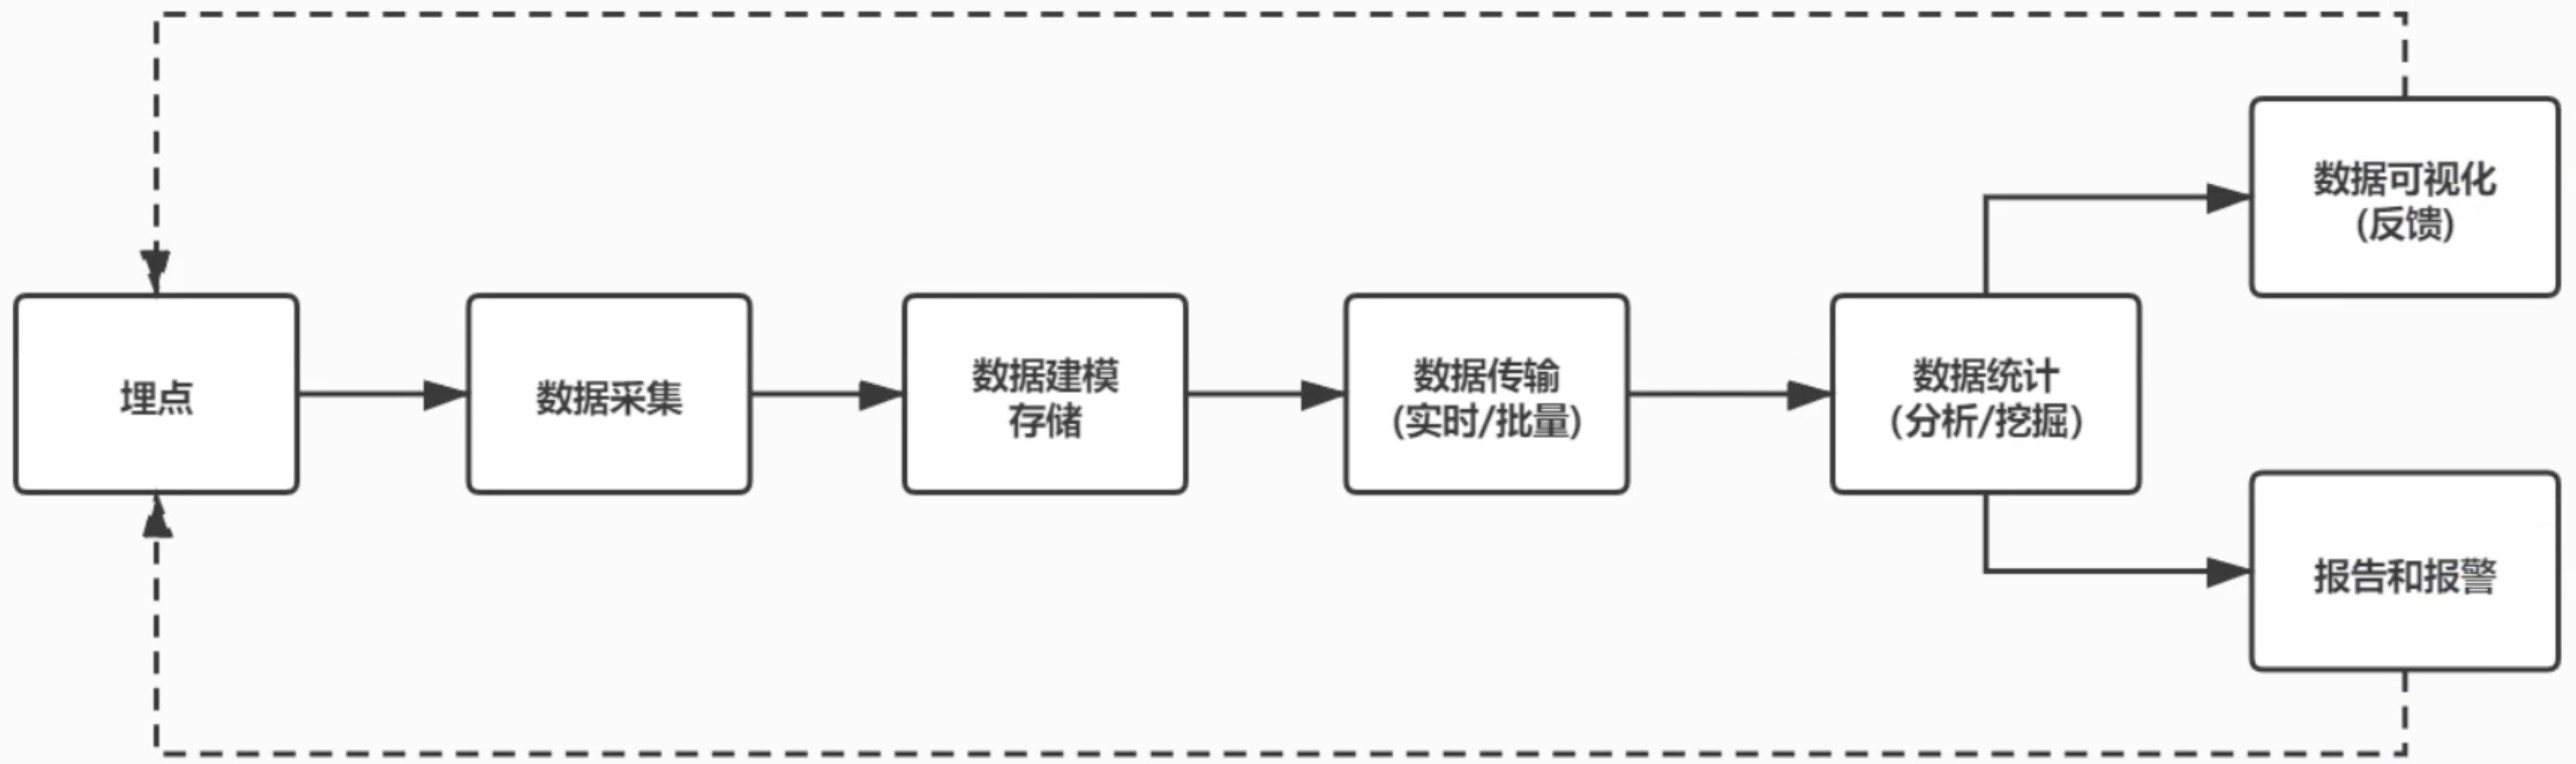 埋点
数据采集
数据建模
存储
数据传输
(实时/批量)
数据统计
(分析/挖掘)
数据可视化
(反馈)
报告和报警